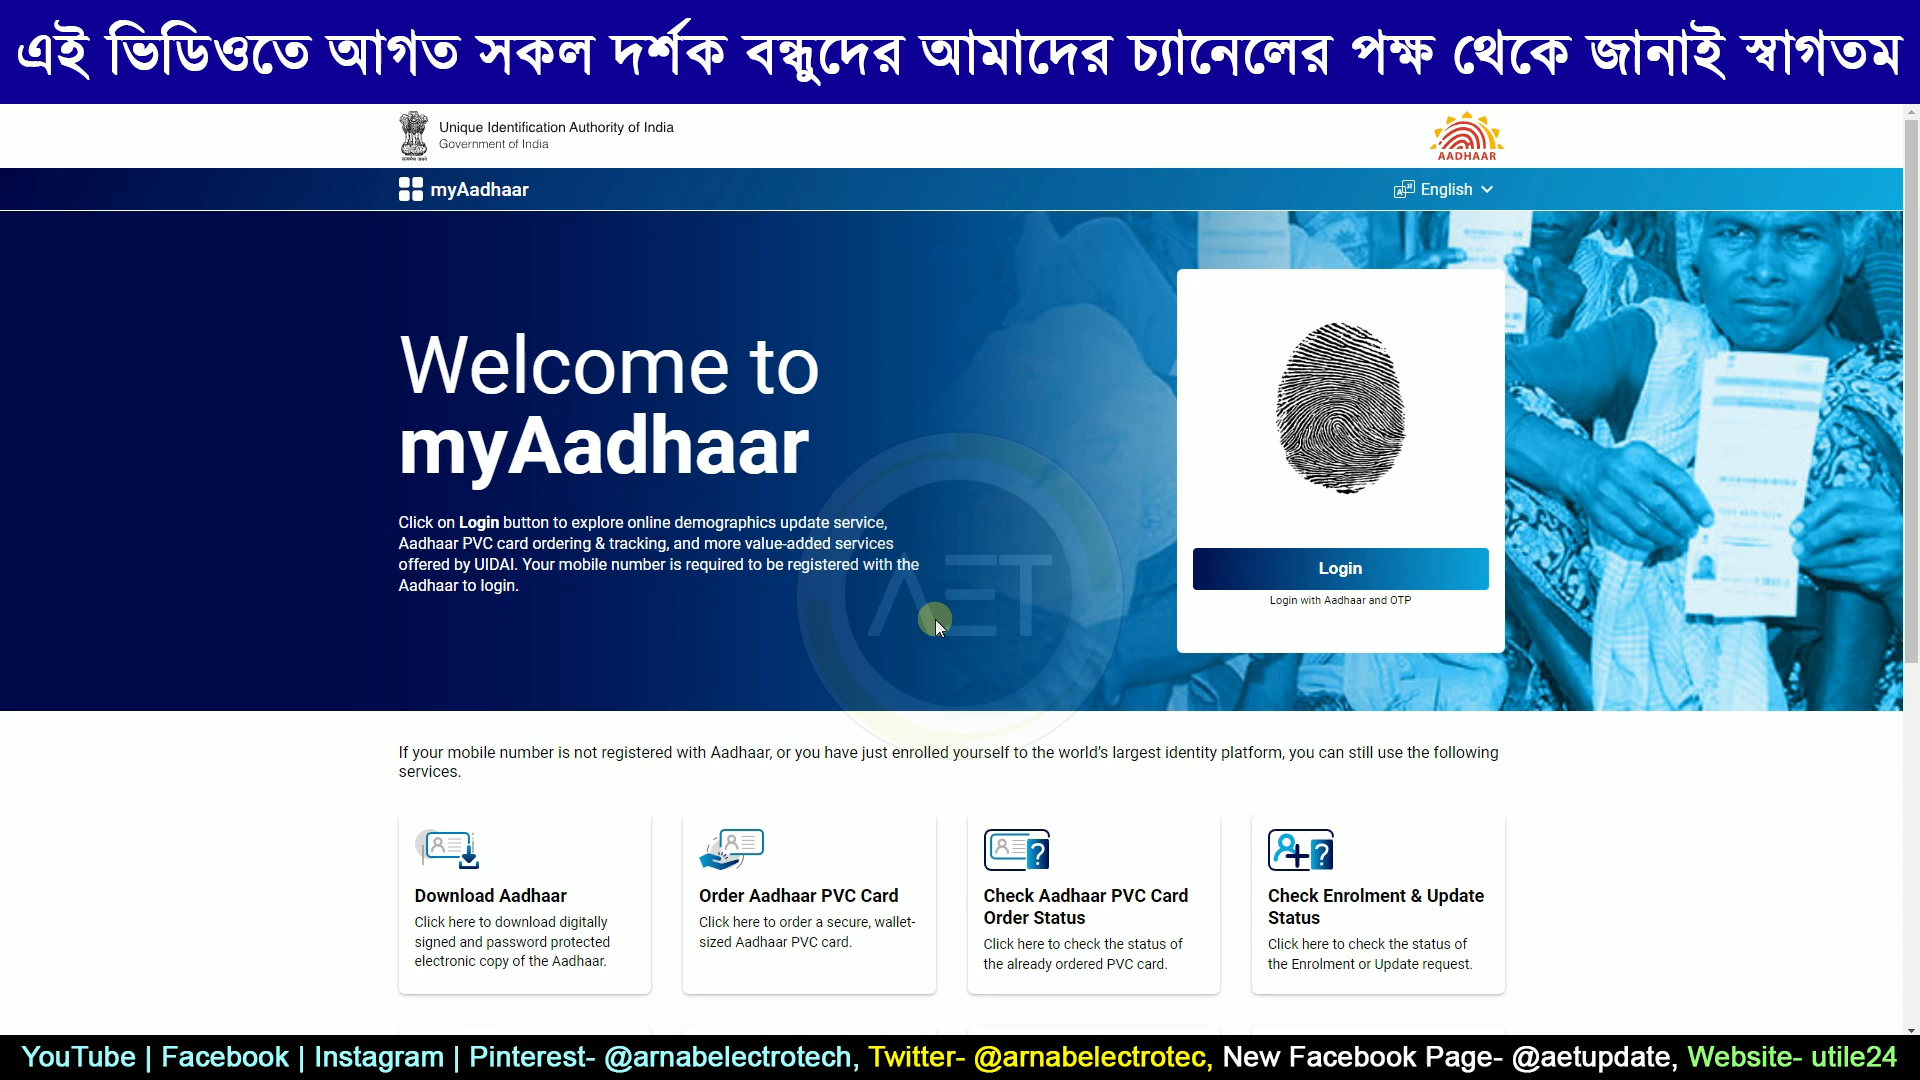 এই ভিডিওতে আগত সকল দর্শক বন্ধুদের আমাদের চ্যানেলের পক্ষ থেকে জানাই স্বাগতম
Unique Identification Authority of India
Government of India
AADHAAR
myAadhaar
English
Welcome to
myAadhaar
Click on Login button to explore online demographics update service,
Aadhaar PVC card ordering & tracking, and more value-added services
offered by UIDAI. Your mobile number is required to be registered with the
Aadhaar to login.
AET
Login
Login with Aadhaar and OTP
If your mobile number is not registered with Aadhaar, or you have just enrolled yourself to the world's largest identity platform, you can still use the following
services.
Download Aadhaar
Click here to download digitally
signed and password protected
electronic copy of the Aadhaar.
Order Aadhaar PVC Card
Click here to order a secure, wallet-
sized Aadhaar PVC card.
Check Aadhaar PVC Card
Order Status
Click here to check the status of
the already ordered PVC card.
Check Enrolment & Update
Status
Click here to check the status of
the Enrolment or Update request.
YouTube | Facebook | Instagram | Pinterest- @arnabelectrotech, Twitter- @arnabelectrotec, New Facebook Page- @aetupdate, Website- utile24